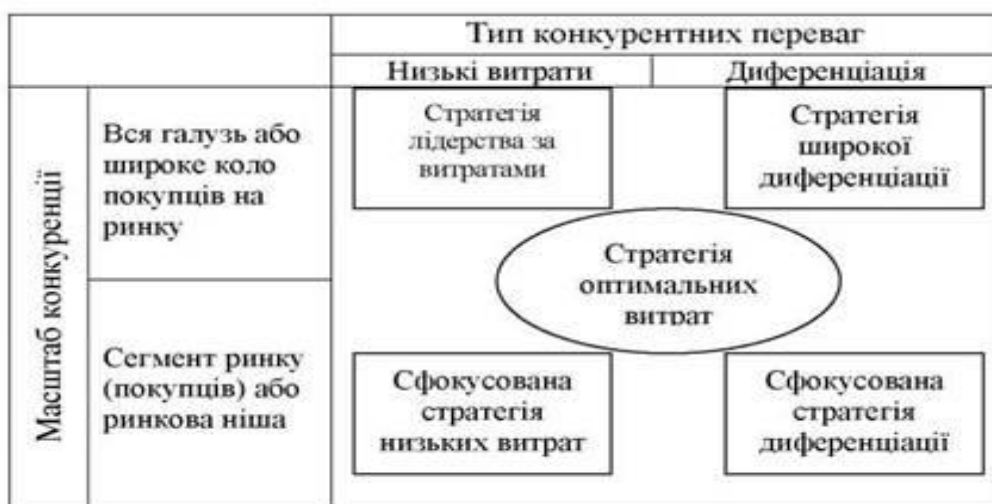 Тип конкурентних переваг
Низькі витрати
Диференціація
Масштаб конкуренції
Вся галузь або
широке коло
покупців на
ринку
Стратегія
лідерства за
витратами
Стратегія
широкої
диференціації
Стратегія
оптимальних
витрат
Сегмент ринку
(покупців) або
ринкова ніша
Сфокусована
стратегія
низьких витрат
Сфокусована
стратегія
диференціації